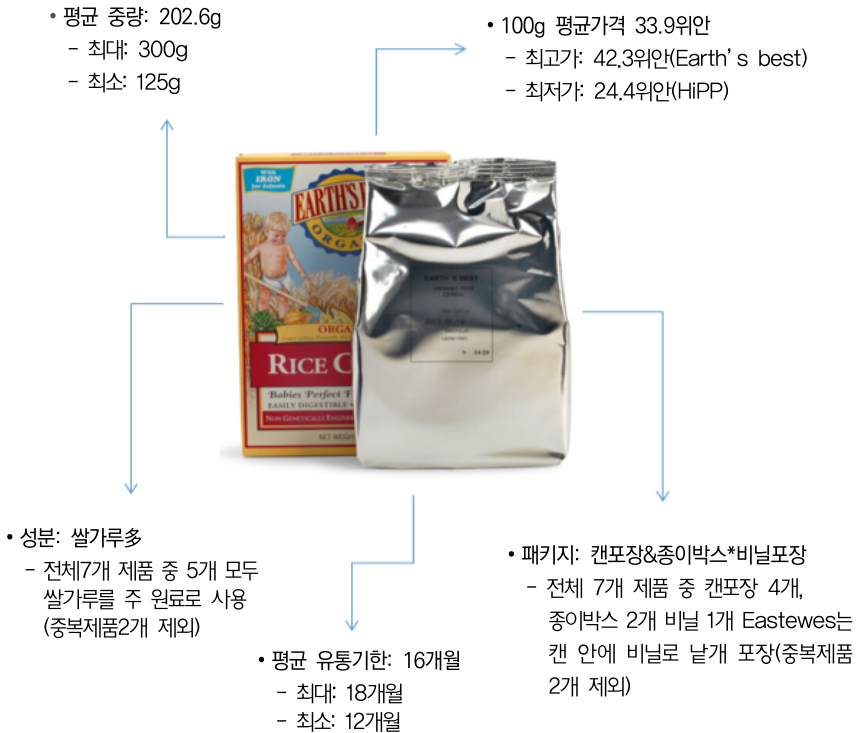 • 평균 중량: 202.6g
– 최대: 300g
– 최소: 125g
• 100g 평균가격 33.9위안
– 최고가: 42.3위안(Earth's best)
– 최저가: 24.4위안(HiPP)
With
IRON
for Infants
EARTH'S
ORGA
ORGA
RICE C
Babies Perfect F
EASILY DIGESTIBLE •
NON GENETICALLY ENGINE
NET WEIGH
EARTH'S BEST
CEREAL
• 성분: 쌀가루多
– 전체7개 제품 중 5개 모두
쌀가루를 주 원료로 사용
(중복제품2개 제외)
• 평균 유통기한: 16개월
– 최대: 18개월
– 최소: 12개월
• 패키지: 캔포장&종이박스*비닐포장
– 전체 7개 제품 중 캔포장 4개,
종이박스 2개 비닐 1개 Eastewes는
캔 안에 비닐로 낱개 포장(중복제품
2개 제외)